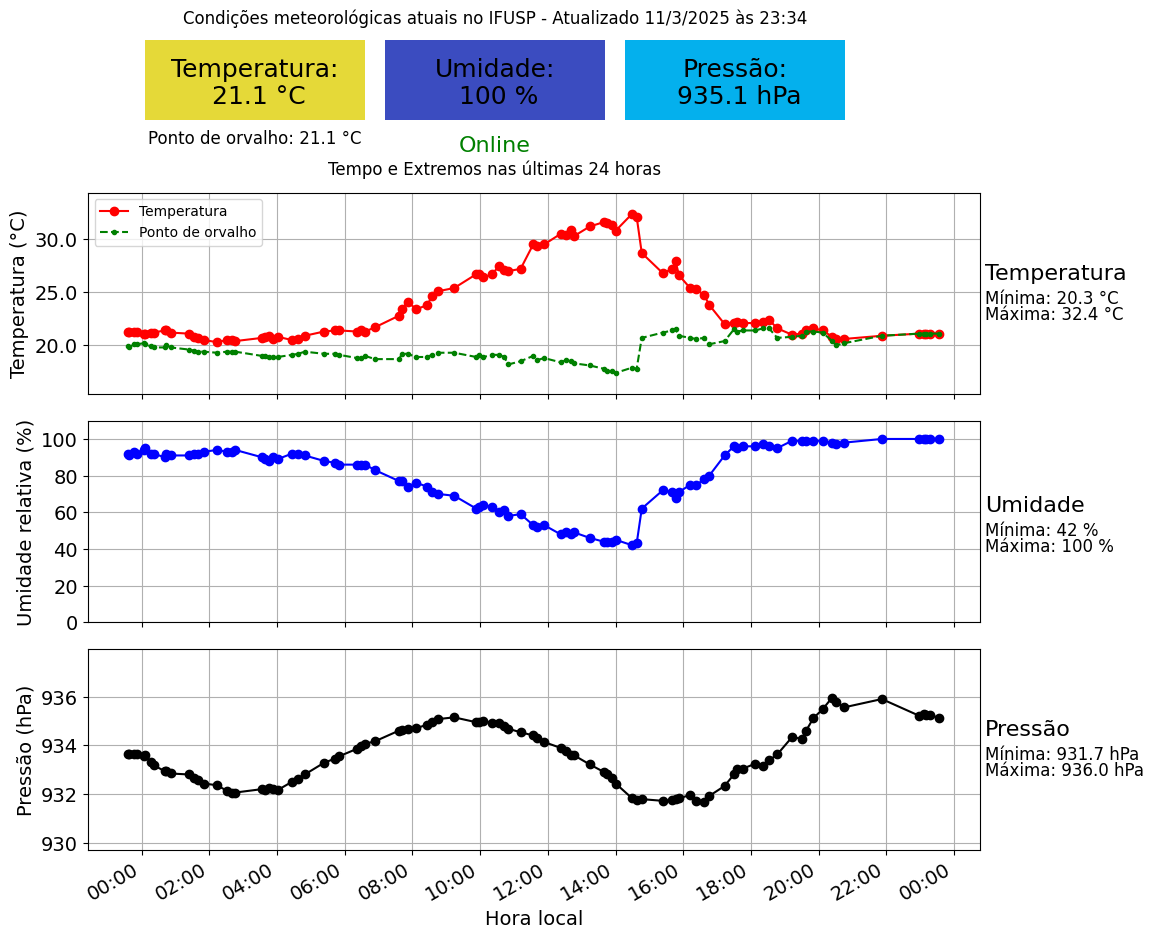 Condições meteorológicas atuais no IFUSP - Atualizado 11/3/2025 às 23:34
Temperatura:
21.1 °C
Umidade:
100 %
Pressão:
935.1 hPa
Ponto de orvalho: 21.1 °C
Online
Tempo e Extremos nas últimas 24 horas
Temperatura (°C)
30.0
25.0
20.0
Temperatura
Ponto de orvalho
Temperatura
Mínima: 20.3 °C
Máxima: 32.4 °C
Umidade relativa (%)
100
80
60
40
20
0
Umidade
Mínima: 42 %
Máxima: 100 %
Pressão (hPa)
936
934
932
930
Pressão
Mínima: 931.7 hPa
Máxima: 936.0 hPa
00:00 02:00 04:00 06:00 08:00 10:00 12:00 14:00 16:00 18:00 20:00 22:00 00:00
Hora local